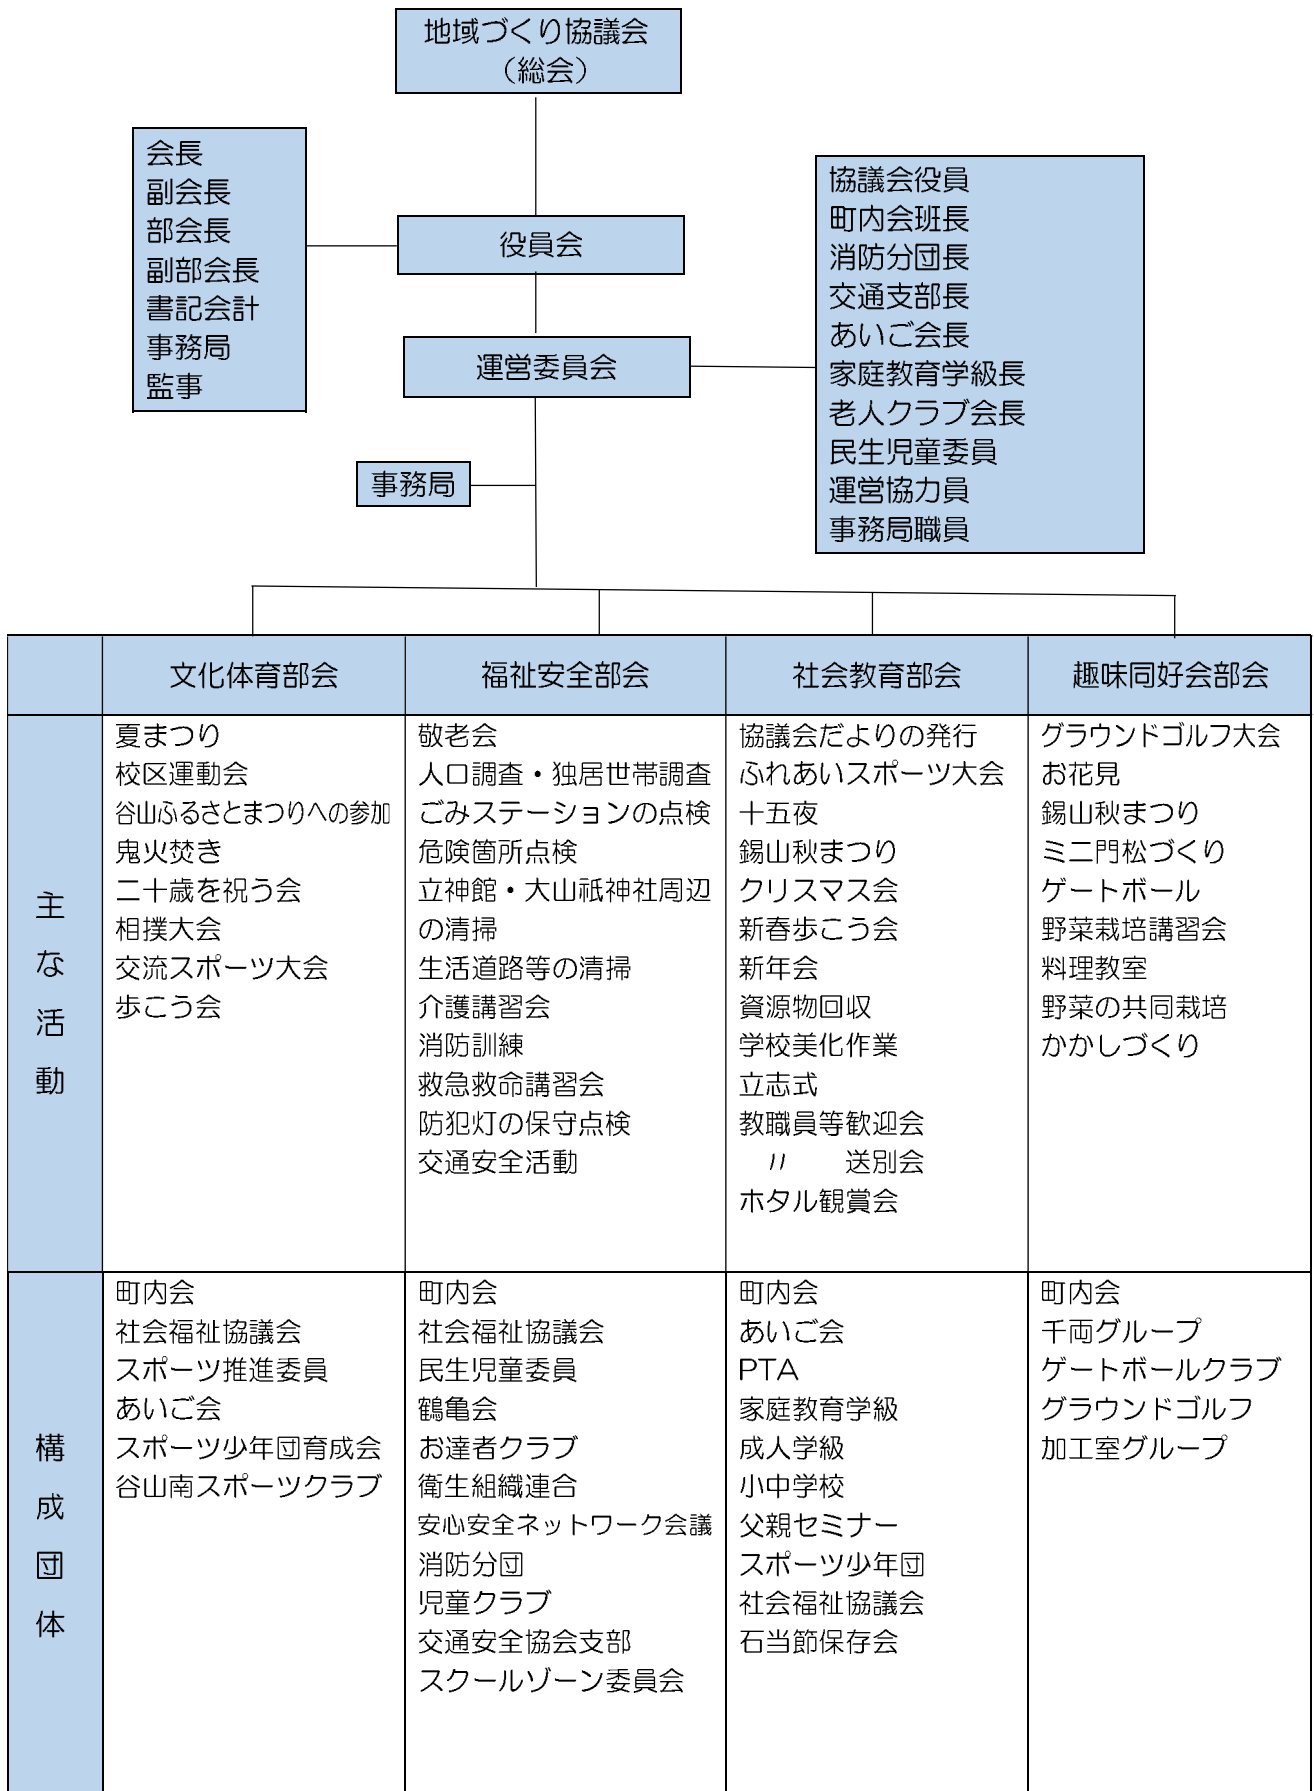 地域づくり協議会
（総会）
会長
副会長
部会長
副部会長
書記会計
事務局
監事
役員会
協議会役員
町内会班長
消防分団長
交通支部長
あいご会長
家庭教育学級長
老人クラブ会長
民生児童委員
運営協力員
事務局職員
運営委員会
事務局
文化体育部会
福祉安全部会
社会教育部会
趣味同好会部会
主な活動
夏まつり
校区運動会
谷山ふるさとまつりへの参加
鬼火焚き
二十歳を祝う会
相撲大会
交流スポーツ大会
歩こう会
敬老会
人口調査・独居世帯調査
ごみステーションの点検
危険箇所点検
立神館・大山祇神社周辺
の清掃
生活道路等の清掃
介護講習会
消防訓練
救急救命講習会
防犯灯の保守点検
交通安全活動
協議会だよりの発行
ふれあいスポーツ大会
十五夜
錫山秋まつり
クリスマス会
新春歩こう会
新年会
資源物回収
学校美化作業
立志式
教職員等歓迎会
〃　　送別会
ホタル観賞会
グラウンドゴルフ大会
お花見
錫山秋まつり
ミニ門松づくり
ゲートボール
野菜栽培講習会
料理教室
野菜の共同栽培
かかしづくり
構成団体
町内会
社会福祉協議会
スポーツ推進委員
あいご会
スポーツ少年団育成会
谷山南スポーツクラブ
町内会
社会福祉協議会
民生児童委員
鶴亀会
お達者クラブ
衛生組織連合
安心安全ネットワーク会議
消防分団
児童クラブ
交通安全協会支部
スクールゾーン委員会
町内会
あいご会
PTA
家庭教育学級
成人学級
小中学校
父親セミナー
スポーツ少年団
社会福祉協議会
石当節保存会
町内会
千両グループ
ゲートボールクラブ
グラウンドゴルフ
加工室グループ